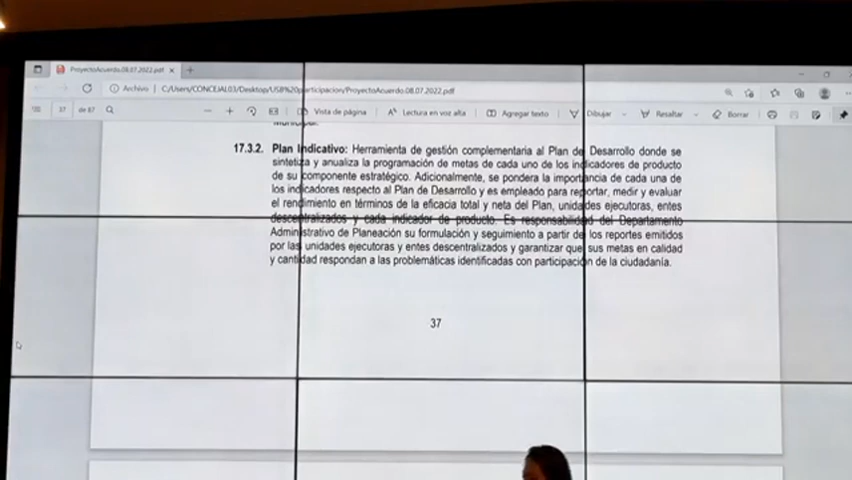 ProyectoAcuerdo.08.07.2022.pdf
Archivo | C:/Users/CONCEJAL03/Desktop/USB%20participacion/ProyectoAcuerdo.08.07.2022.pdf
37 de 87 Vista de página Lectura en voz alta Agregar texto Dibujar Resaltar Borrar
17.3.2. Plan Indicativo: Herramienta de gestión complementaria al Plan de Desarrollo donde se
sintetiza y anualiza la programación de metas de cada uno de los indicadores de producto
de su componente estratégico. Adicionalmente, se pondera la importancia de cada una de
los indicadores respecto al Plan de Desarrollo y es empleado para reportar, medir y evaluar
el rendimiento en términos de la eficacia total y neta del Plan, unidades ejecutoras, entes
descentralizados y cada indicador de producto. Es responsabilidad del Departamento
Administrativo de Planeación su formulación y seguimiento a partir de los reportes emitidos
por las unidades ejecutoras y entes descentralizados y garantizar que sus metas en calidad
y cantidad respondan a las problemáticas identificadas con participación de la ciudadanía.
37